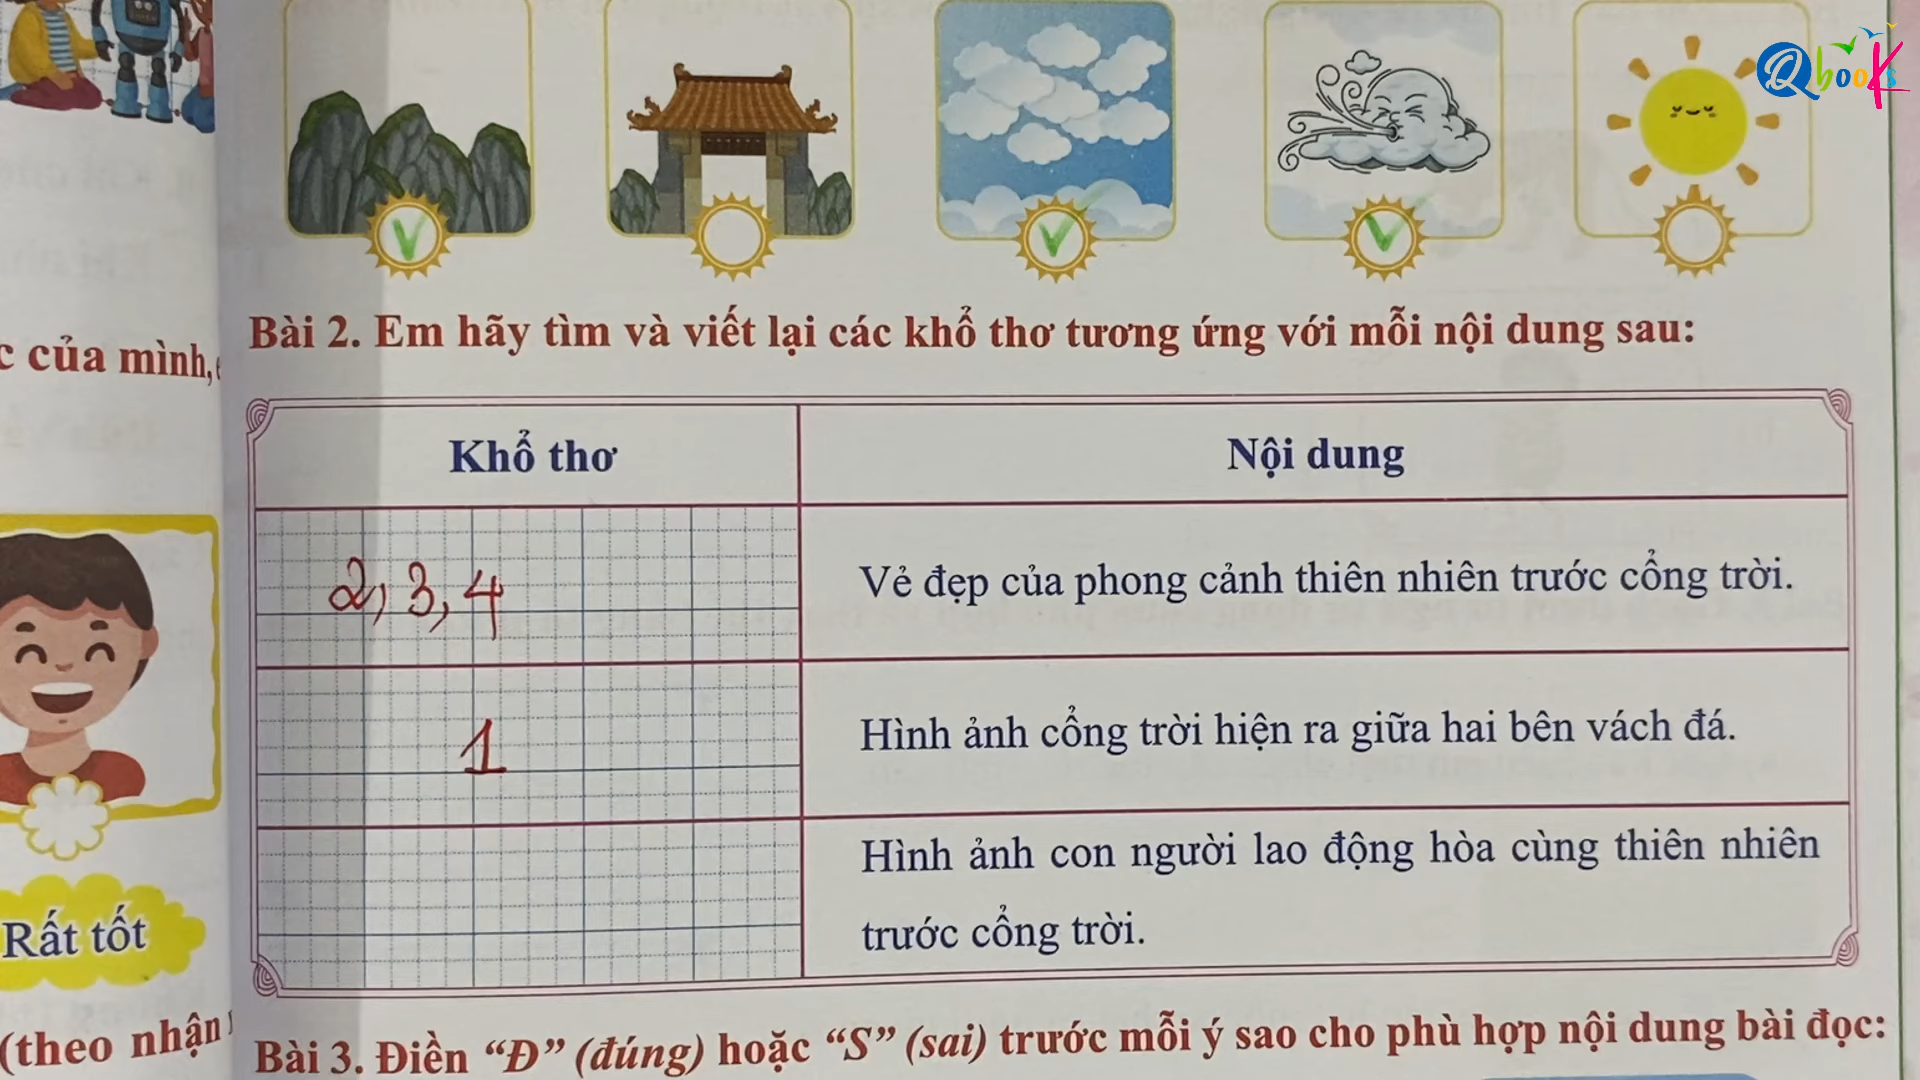 Qbooks
Bài 2. Em hãy tìm và viết lại các khổ thơ tương ứng với mỗi nội dung sau:
c của mình,
Khổ thơ
Nội dung
2, 3, 4
Vẻ đẹp của phong cảnh thiên nhiên trước cổng trời.
1
Hình ảnh cổng trời hiện ra giữa hai bên vách đá.
Hình ảnh con người lao động hòa cùng thiên nhiên
trước cổng trời.
Rất tốt
(theo nhận
Bài 3. Điền “Đ” (đúng) hoặc “S” (sai) trước mỗi ý sao cho phù hợp nội dung bài đọc: